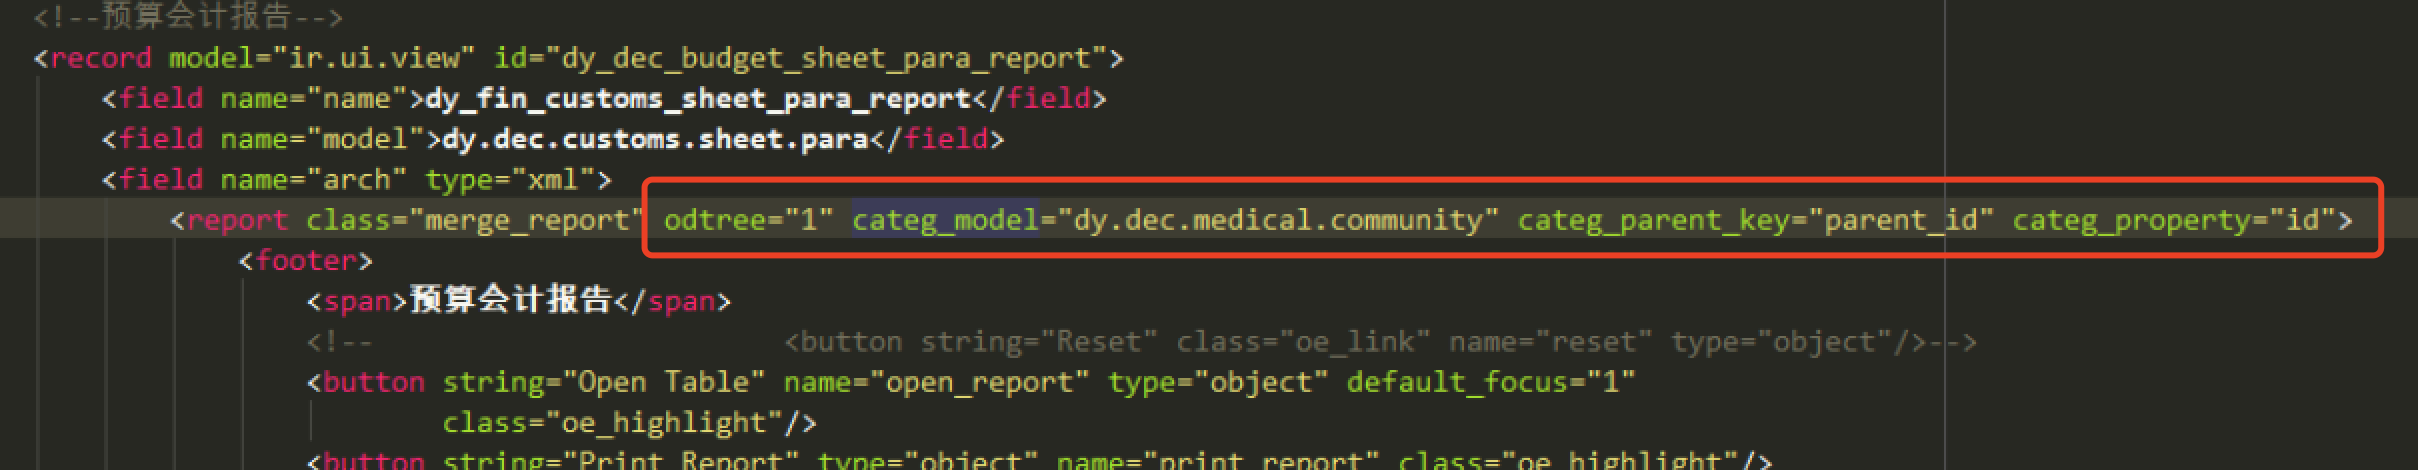 <!--预算会计报告-->
<record model="ir.ui.view" id="dy_dec_budget_sheet_para_report">
<field name="name">dy_fin_customs_sheet_para_report</field>
<field name="model">dy.dec.customs.sheet.para</field>
<field name="arch" type="xml">
<report class="merge_report" odtree="1" categ_model="dy.dec.medical.community" categ_parent_key="parent_id" categ_property="id">
<footer>
<span>预算会计报告</span>
<!-- <button string="Reset" class="oe_link" name="reset" type="object"/>-->
<button string="Open Table" name="open_report" type="object" default_focus="1"
class="oe_highlight"/>
<button string="Print Report" type="object" name="print_report" class="oe_highlight"/>